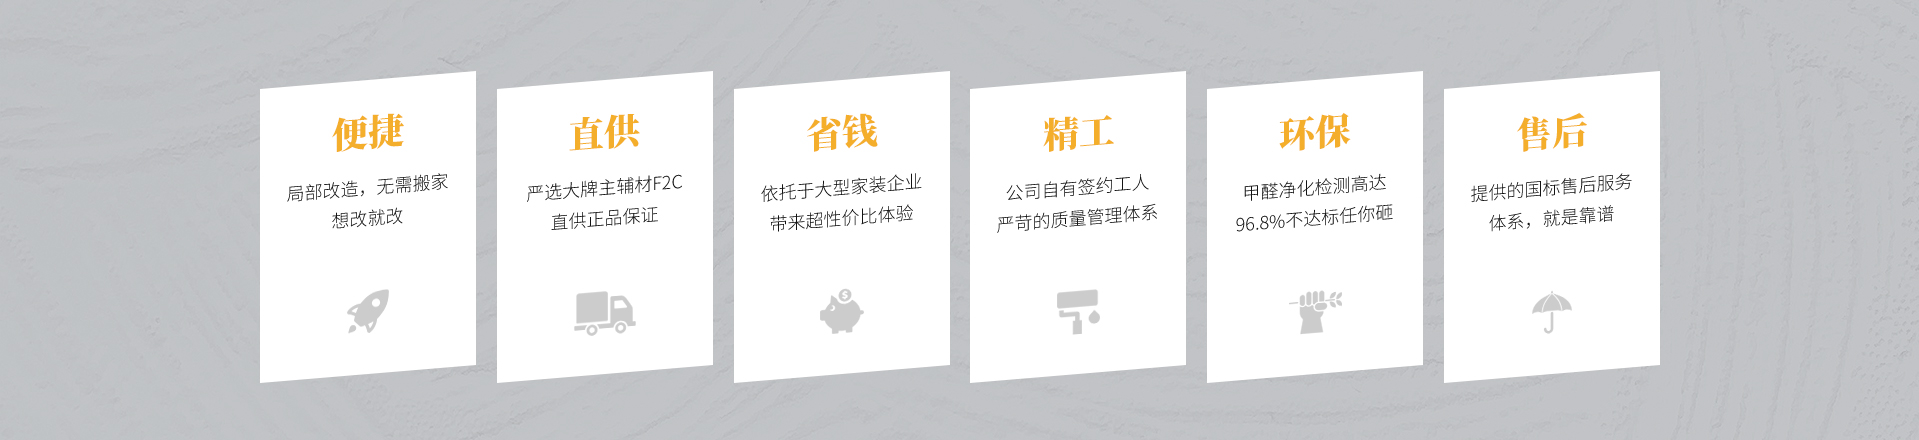 便捷
局部改造，无需搬家
想改就改
直供
严选大牌主辅材F2C
直供正品保证
省钱
依托于大型家装企业
带来超性价比体验
精工
公司自有签约工人
严苛的质量管理体系
环保
甲醛净化检测高达
96.8%不达标任你砸
售后
提供的国标售后服务
体系，就是靠谱